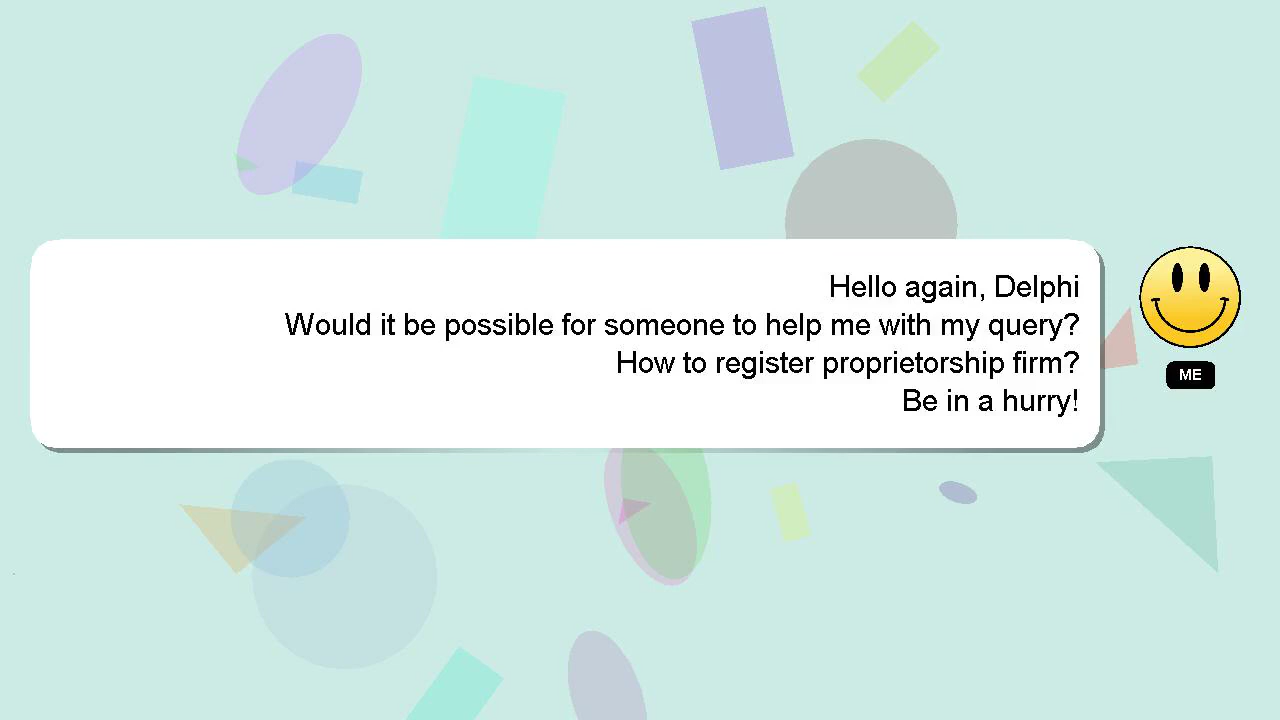 Hello again, Delphi
Would it be possible for someone to help me with my query?
How to register proprietorship firm?
Be in a hurry!
ME